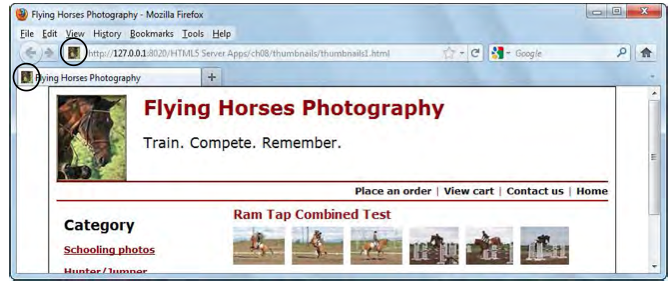 Flying Horses Photography - Mozilla Firefox
File Edit View History Bookmarks Tools Help
http://127.0.0.1:8020/HTML5 Server Apps/ch08/thumbnails/thumbnails1.html
Google
Flying Horses Photography
Flying Horses Photography
Train. Compete. Remember.
Place an order | View cart | Contact us | Home
Category
Ram Tap Combined Test
Schooling photos
Hunter/Jumper